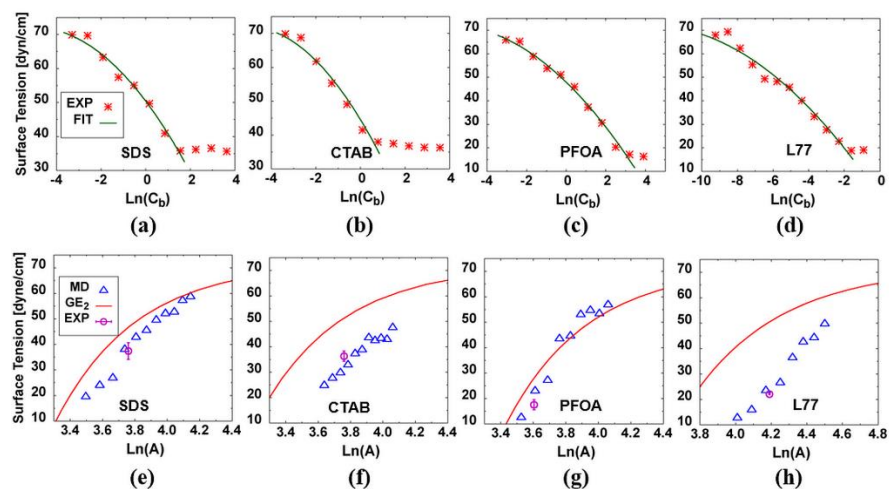 Surface Tension [dyn/cm]
80
70
60
50
40
30
EXP
FIT
SDS
-4 -2 0 2 4
Ln(C_b)
(a)
80
70
60
50
40
30
CTAB
-4 -2 0 2 4
Ln(C_b)
(b)
80
70
60
50
40
30
20
10
PFOA
-4 -2 0 2 4
Ln(C_b)
(c)
80
70
60
50
40
30
20
10
L77
-10 -8 -6 -4 -2 0
Ln(C_b)
(d)
Surface Tension [dyne/cm]
70
60
50
40
30
20
10
MD
GE_2
EXP
SDS
3.4 3.6 3.8 4.0 4.2 4.4
Ln(A)
(e)
70
60
50
40
30
20
10
CTAB
3.4 3.6 3.8 4.0 4.2 4.4
Ln(A)
(f)
70
60
50
40
30
20
10
PFOA
3.4 3.6 3.8 4.0 4.2 4.4
Ln(A)
(g)
70
60
50
40
30
20
10
L77
3.8 4.0 4.2 4.4 4.6 4.8
Ln(A)
(h)